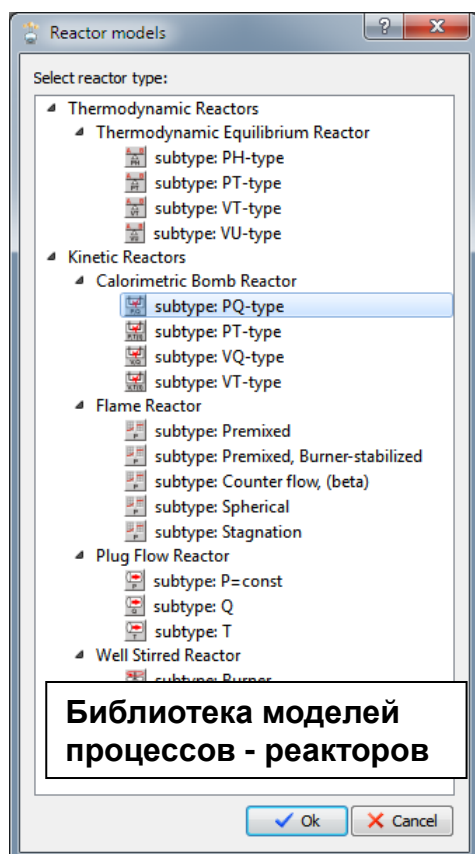 Reactor models
Select reactor type:
Thermodynamic Reactors
Thermodynamic Equilibrium Reactor
subtype: PH-type
subtype: PT-type
subtype: VT-type
subtype: VU-type
Kinetic Reactors
Calorimetric Bomb Reactor
subtype: PQ-type
subtype: PT-type
subtype: VQ-type
subtype: VT-type
Flame Reactor
subtype: Premixed
subtype: Premixed, Burner-stabilized
subtype: Counter flow, (beta)
subtype: Spherical
subtype: Stagnation
Plug Flow Reactor
subtype: P=const
subtype: Q
subtype: T
Well Stirred Reactor
subtype: Burner
Библиотека моделей
процессов - реакторов
Ok Cancel